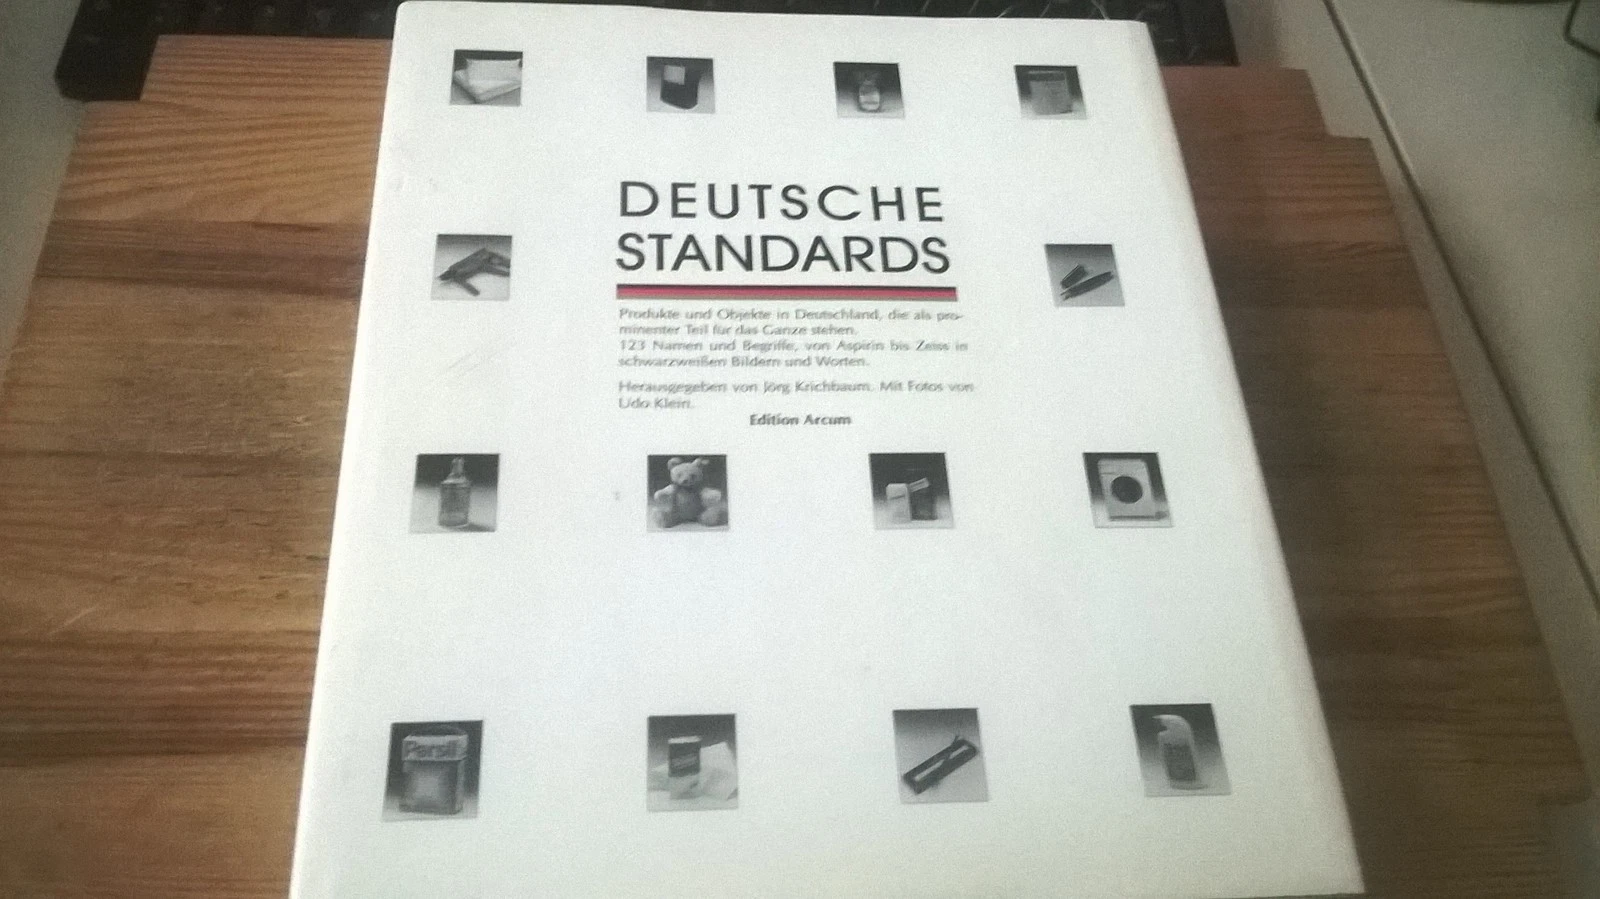 DEUTSCHE
STANDARDS
Produkte und Objekte in Deutschland, die als pro-
minenter Teil für das Ganze stehen.
123 Namen und Begriffe, von Aspirin bis Zeiss in
schwarzweißen Bildern und Worten.
Herausgegeben von Jörg Krichbaum. Mit Fotos von
Udo Klein.
Edition Arcum
Persil